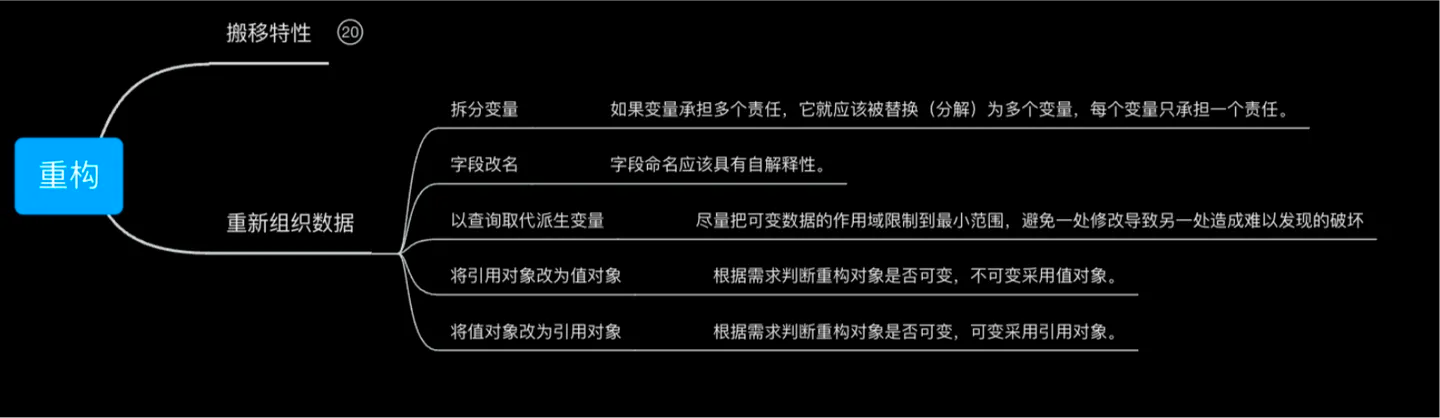 搬移特性 20
拆分变量 如果变量承担多个责任，它就应该被替换（分解）为多个变量，每个变量只承担一个责任。
字段改名 字段命名应该具有自解释性。
重构
重新组织数据
以查询取代派生变量 尽量把可变数据的作用域限制到最小范围，避免一处修改导致另一处造成难以发现的破坏
将引用对象改为值对象 根据需求判断重构对象是否可变，不可变采用值对象。
将值对象改为引用对象 根据需求判断重构对象是否可变，可变采用引用对象。